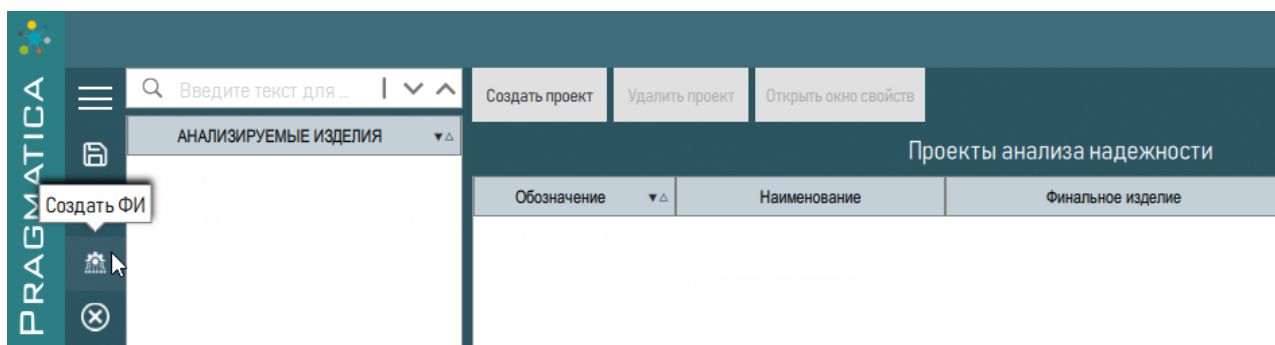 PRAGMATICA
Введите текст для ...
АНАЛИЗИРУЕМЫЕ ИЗДЕЛИЯ
Создать ФИ
Создать проект
Удалить проект
Открыть окно свойств
Проекты анализа надежности
Обозначение
Наименование
Финальное изделие